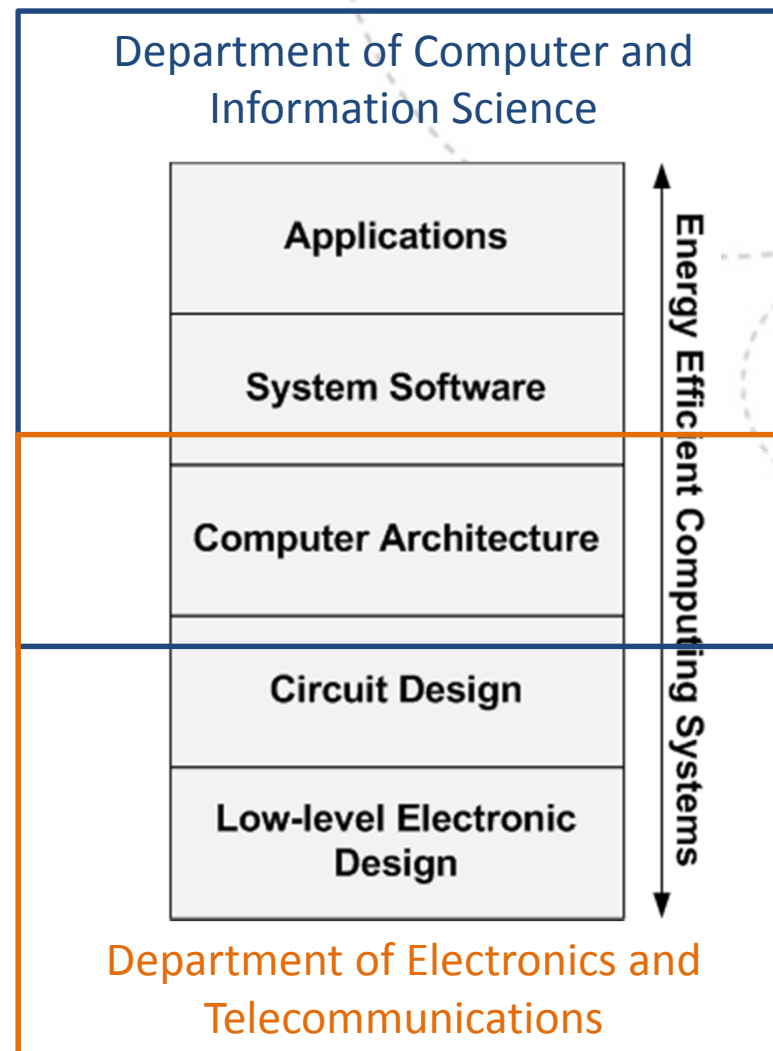 Department of Computer and
Information Science
Applications
System Software
Computer Architecture
Circuit Design
Low-level Electronic
Design
Energy Efficient Computing Systems
Department of Electronics and
Telecommunications